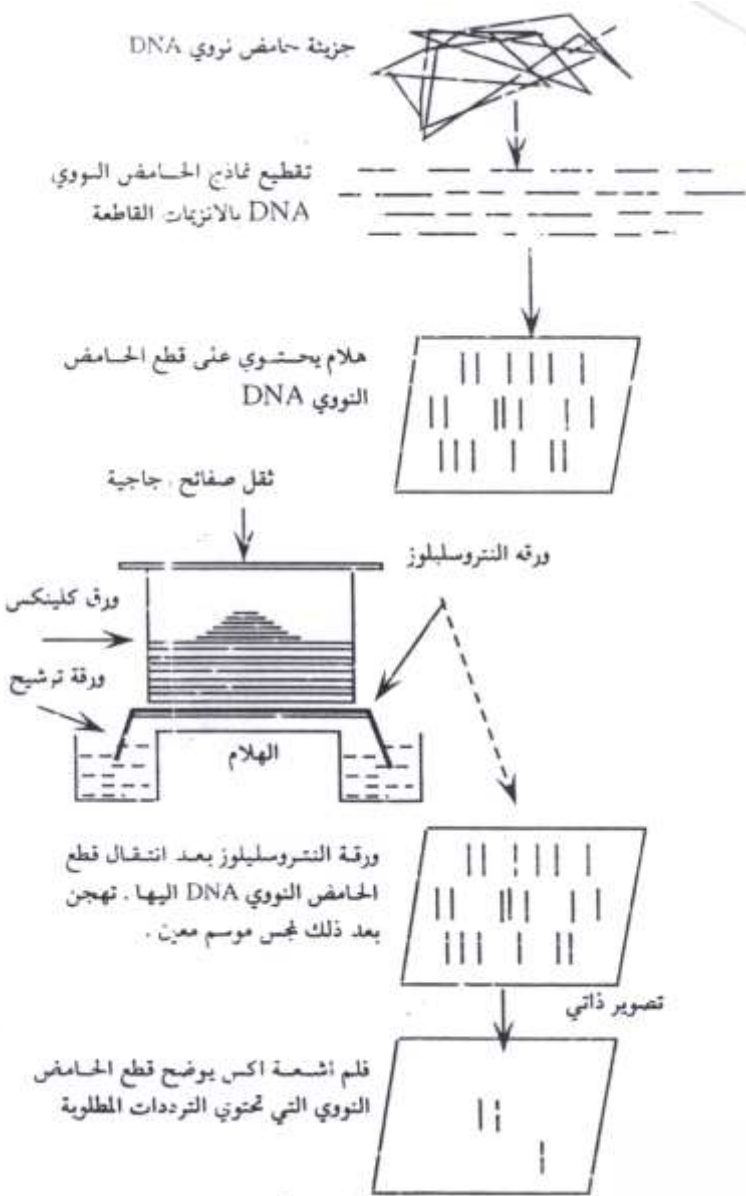 جزيئة حامض نووي DNA
تقطيع نماذج الحامض النووي
DNA بالانزيمات القاطعة
هلام يحتوي على قطع الحامض
النووي DNA
ثقل صفائح زجاجية
ورقه النتروسليلوز
ورق كلينكس
ورقة ترشيح
الهلام
ورقة النتروسليلوز بعد انتقال قطع
الحامض النووي DNA اليها . تهجن
بعد ذلك بمجس موسم معين .
تصوير ذاتي
فلم أشعة اكس يوضح قطع الحامض
النووي التي تحتوي الترددات المطلوبة